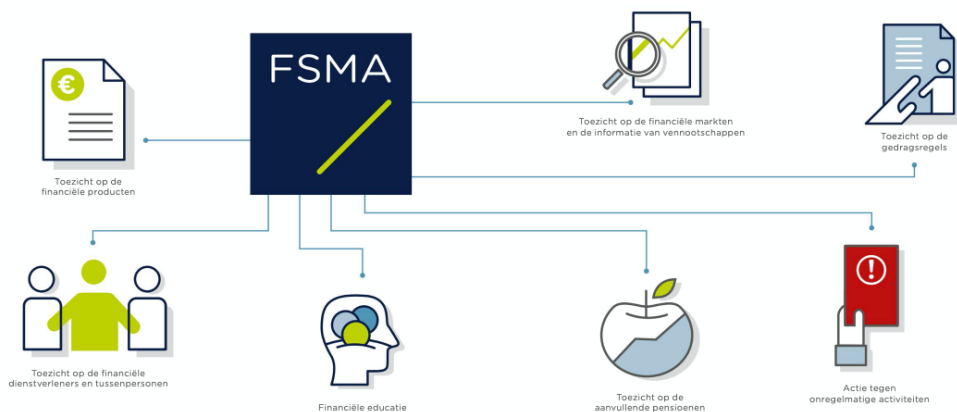 FSMA
Toezicht op de
financiële producten
Toezicht op de financiële markten
en de informatie van vennootschappen
Toezicht op de
gedragsregels
Toezicht op de financiële
dienstverleners en tussenpersonen
Financiële educatie
Toezicht op de
aanvullende pensioenen
Actie tegen
onregelmatige activiteiten